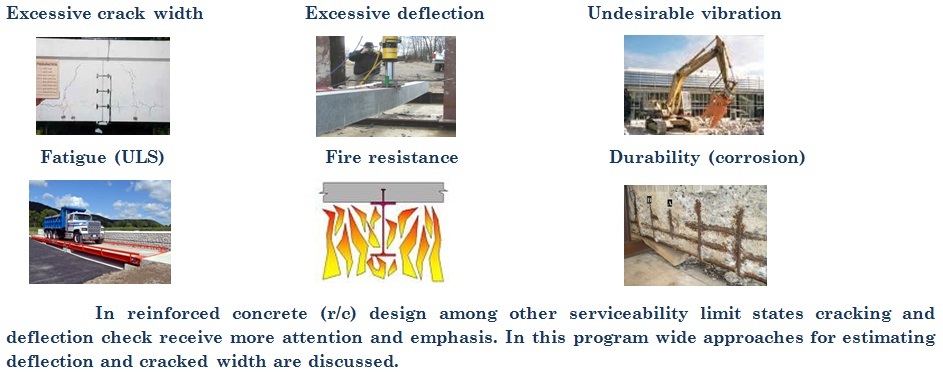 Excessive crack width
Excessive deflection
Undesirable vibration
Fatigue (ULS)
Fire resistance
Durability (corrosion)
B
A
In reinforced concrete (r/c) design among other serviceability limit states cracking and
deflection check receive more attention and emphasis. In this program wide approaches for estimating
deflection and cracked width are discussed.